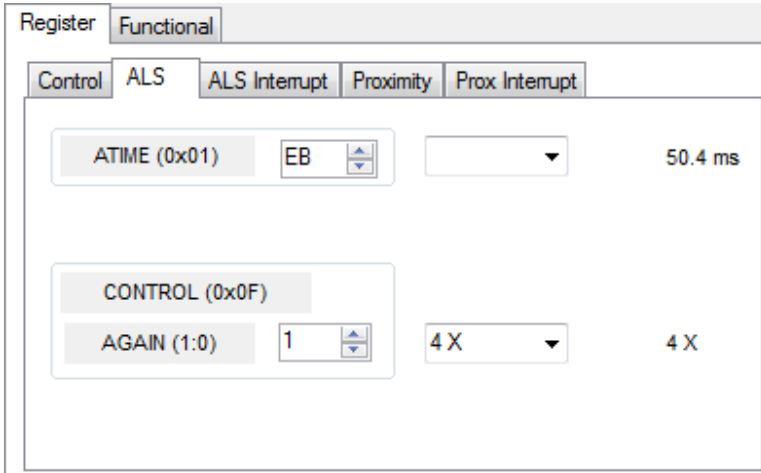 Register Functional
Control ALS ALS Interrupt Proximity Prox Interrupt
ATIME (0x01) EB 50.4 ms
CONTROL (0x0F)
AGAIN (1:0) 1 4 X 4 X